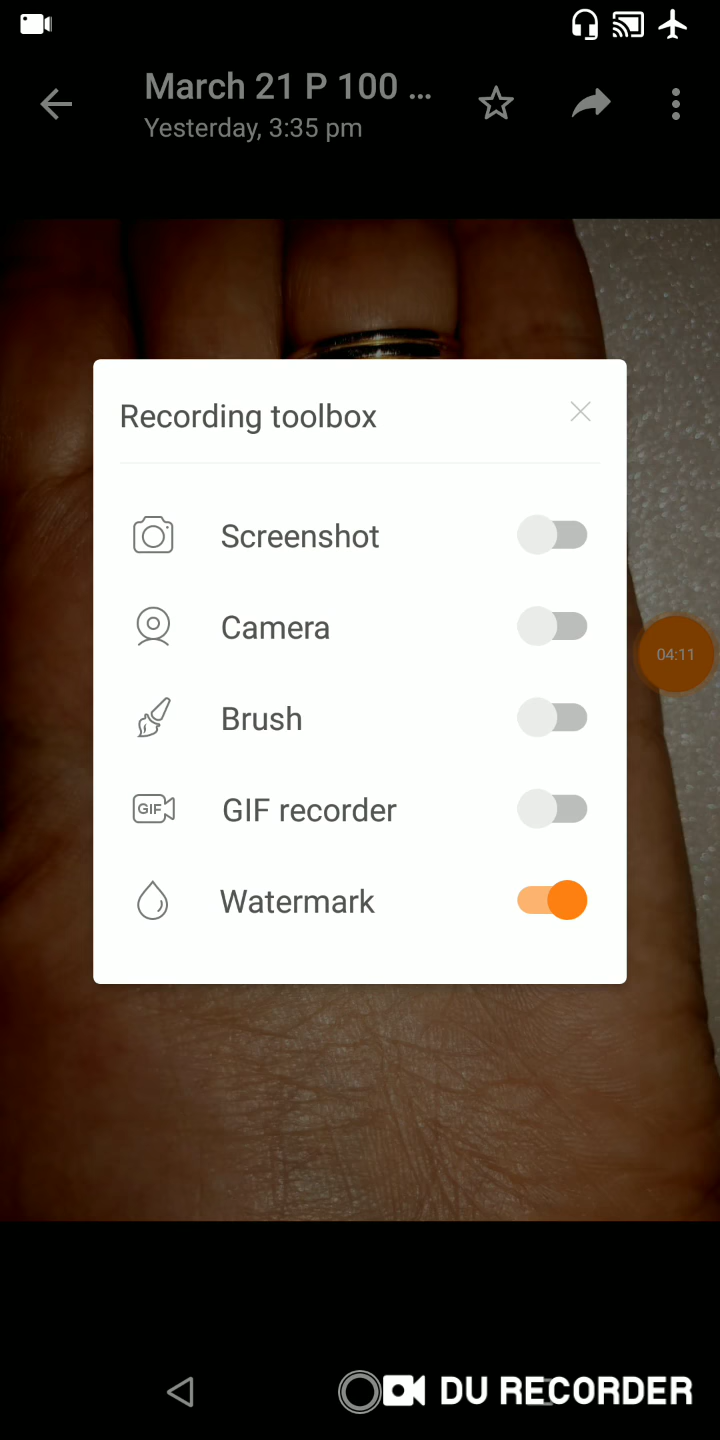 March 21 P 100 ...
Yesterday, 3:35 pm
Recording toolbox
Screenshot
Camera
04:11
Brush
GIF
GIF recorder
Watermark
DU RECORDER